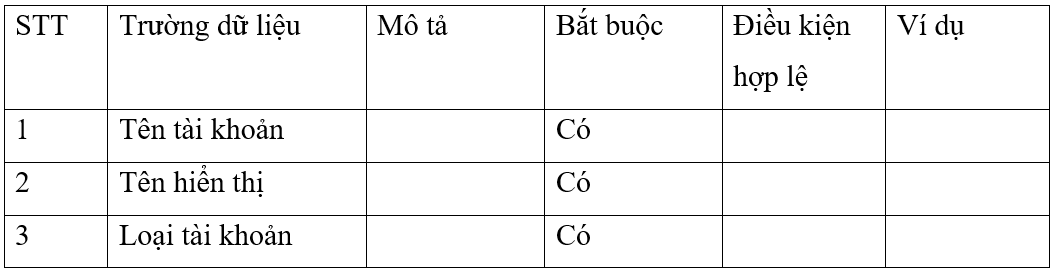 STT Trường dữ liệu Mô tả Bắt buộc Điều kiện hợp lệ Ví dụ
1 Tên tài khoản Có
2 Tên hiển thị Có
3 Loại tài khoản Có